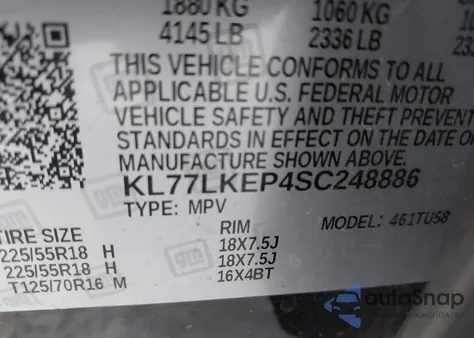 1880 KG 1060 KG
4145 LB 2336 LB
THIS VEHICLE CONFORMS TO ALL
APPLICABLE U.S. FEDERAL MOTOR
VEHICLE SAFETY AND THEFT PREVENT
STANDARDS IN EFFECT ON THE DATE O
MANUFACTURE SHOWN ABOVE.
KL77LKEP4SC248886
TYPE: MPV MODEL: 461TU58
TIRE SIZE RIM
225/55R18 H 18X7.5J
225/55R18 H 18X7.5J
T125/70R16 M 16X4BT
gm
autoSnap